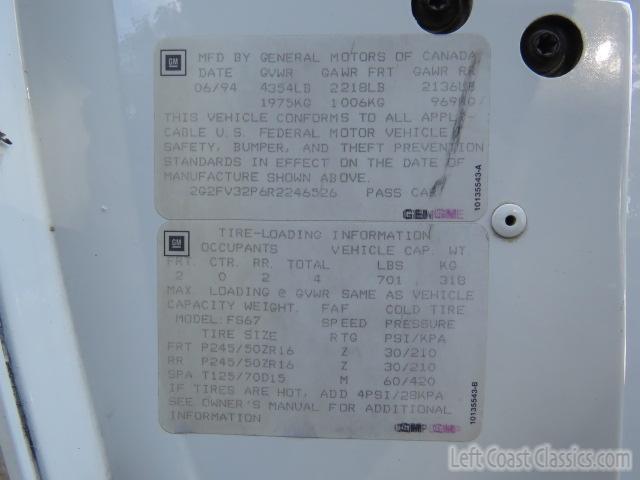 GM
MFD BY GENERAL MOTORS OF CANADA
DATE GVWR GAWR FRT GAWR RR
06/94 4354LB 2218LB 2136LB
1975KG 1006KG 969KG
THIS VEHICLE CONFORMS TO ALL APPLI-
CABLE U.S. FEDERAL MOTOR VEHICLE
SAFETY, BUMPER, AND THEFT PREVENTION
STANDARDS IN EFFECT ON THE DATE OF
MANUFACTURE SHOWN ABOVE.
2G2FV32P6R2246526 PASS CAR
10135543-A
GM
TIRE-LOADING INFORMATION
OCCUPANTS VEHICLE CAP. WT
FRT. CTR. RR. TOTAL LBS KG
2 0 2 4 701 318
MAX. LOADING @ GVWR SAME AS VEHICLE
CAPACITY WEIGHT. FAF COLD TIRE
MODEL:FS67 SPEED PRESSURE
TIRE SIZE RTG PSI/KPA
FRT P245/50ZR16 Z 30/210
RR P245/50ZR16 Z 30/210
SPA T125/70D15 M 60/420
IF TIRES ARE HOT, ADD 4PSI/28KPA
SEE OWNER'S MANUAL FOR ADDITIONAL
INFORMATION
10135543-B
Left Coast Classics.com